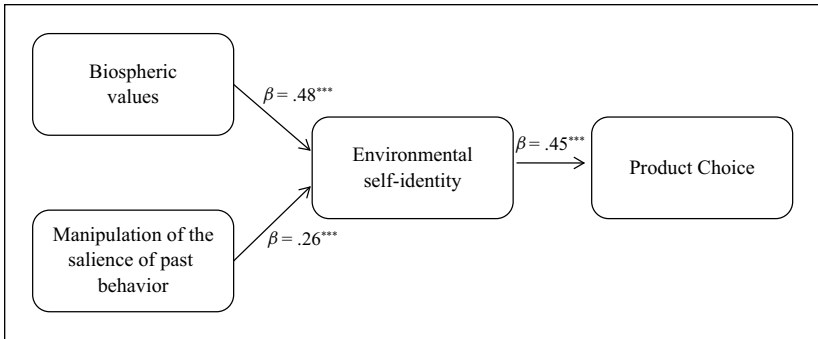 Biospheric
values
β = .48***
Environmental
self-identity
β = .45***
Product Choice
Manipulation of the
salience of past
behavior
β = .26***